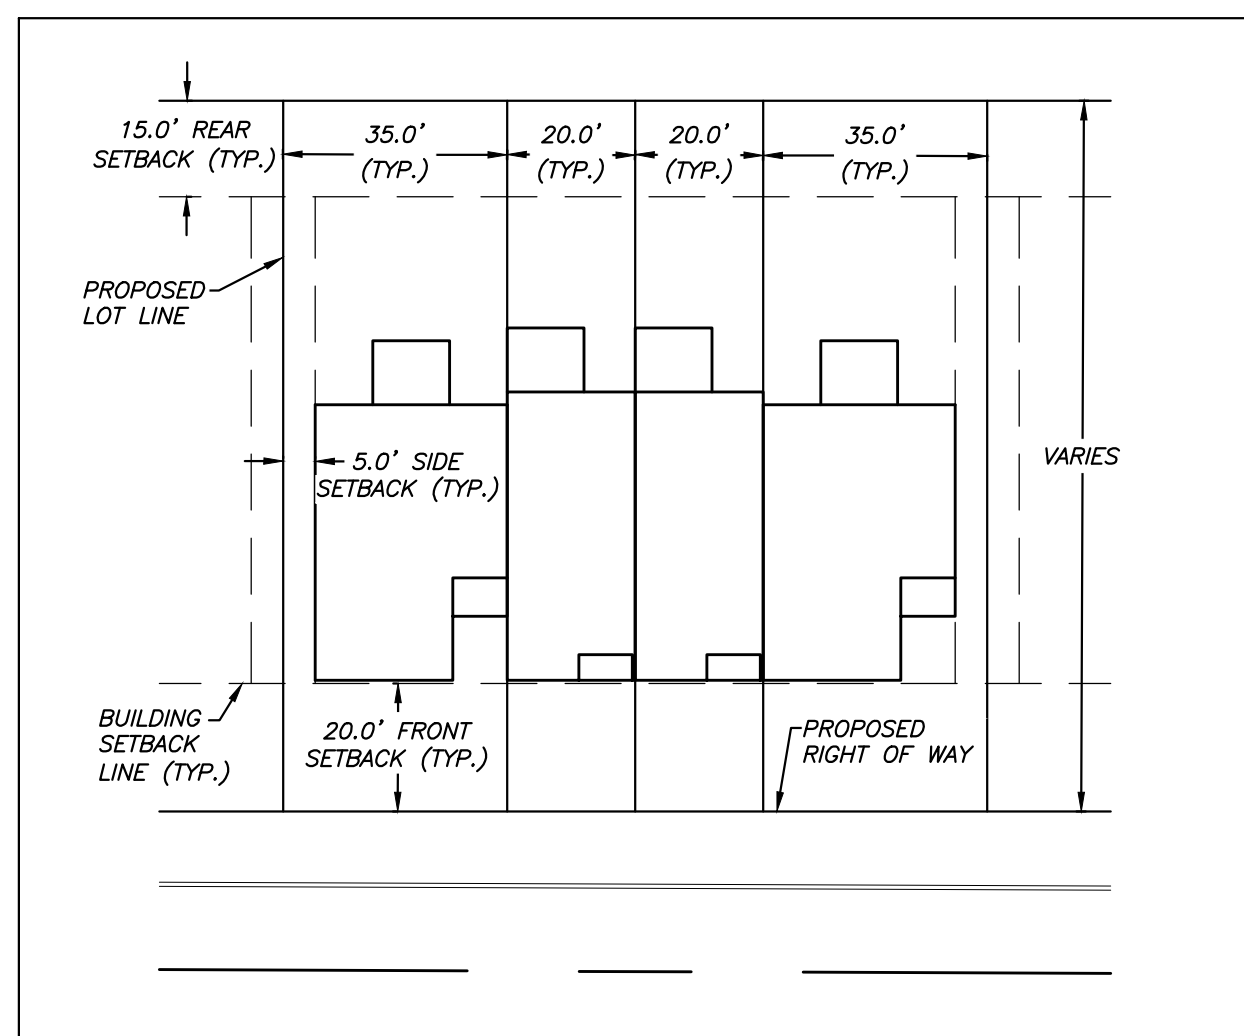 15.0' REAR
SETBACK (TYP.)
35.0'
(TYP.)
20.0'
(TYP.)
20.0'
(TYP.)
35.0'
(TYP.)
PROPOSED
LOT LINE
5.0' SIDE
SETBACK (TYP.)
VARIES
BUILDING
SETBACK
LINE (TYP.)
20.0' FRONT
SETBACK (TYP.)
PROPOSED
RIGHT OF WAY